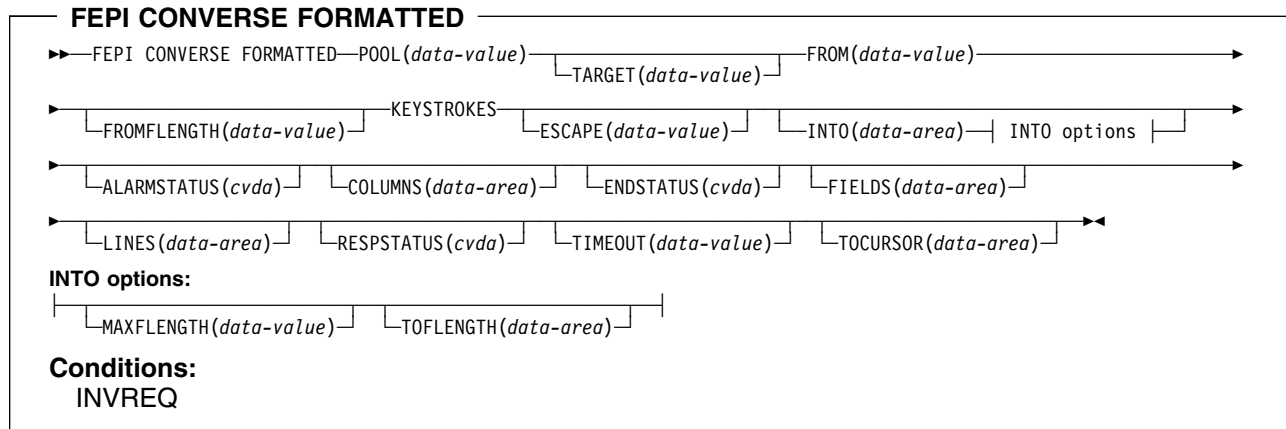 FEPI CONVERSE FORMATTED
FEPI CONVERSE FORMATTED POOL(data-value) FROM(data-value)
TARGET(data-value)
KEYSTROKES
FROMFLENGTH(data-value) ESCAPE(data-value) INTO(data-area) INTO options
ALARMSTATUS(cvda) COLUMNS(data-area) ENDSTATUS(cvda) FIELDS(data-area)
LINES(data-area) RESPSTATUS(cvda) TIMEOUT(data-value) TOCURSOR(data-area)
INTO options:
MAXFLENGTH(data-value) TOFLENGTH(data-area)
Conditions:
INVREQ